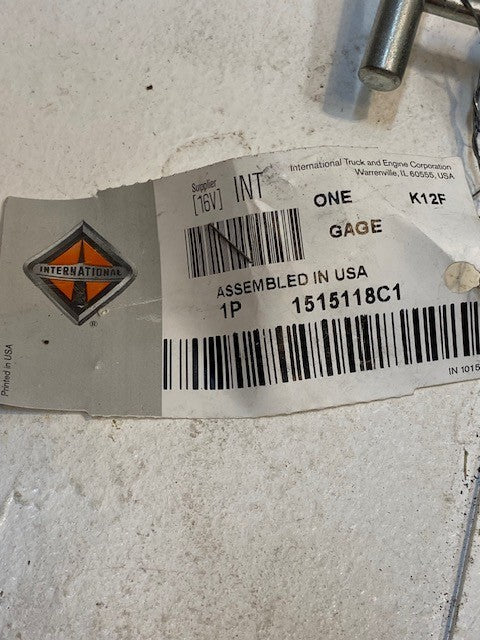 International Truck and Engine Corporation
Warrenville, IL 60555, USA
Supplier
[16V] INT
ONE K12F
GAGE
INTERNATIONAL
®
ASSEMBLED IN USA
1P 1515118C1
Printed in USA
IN 1015